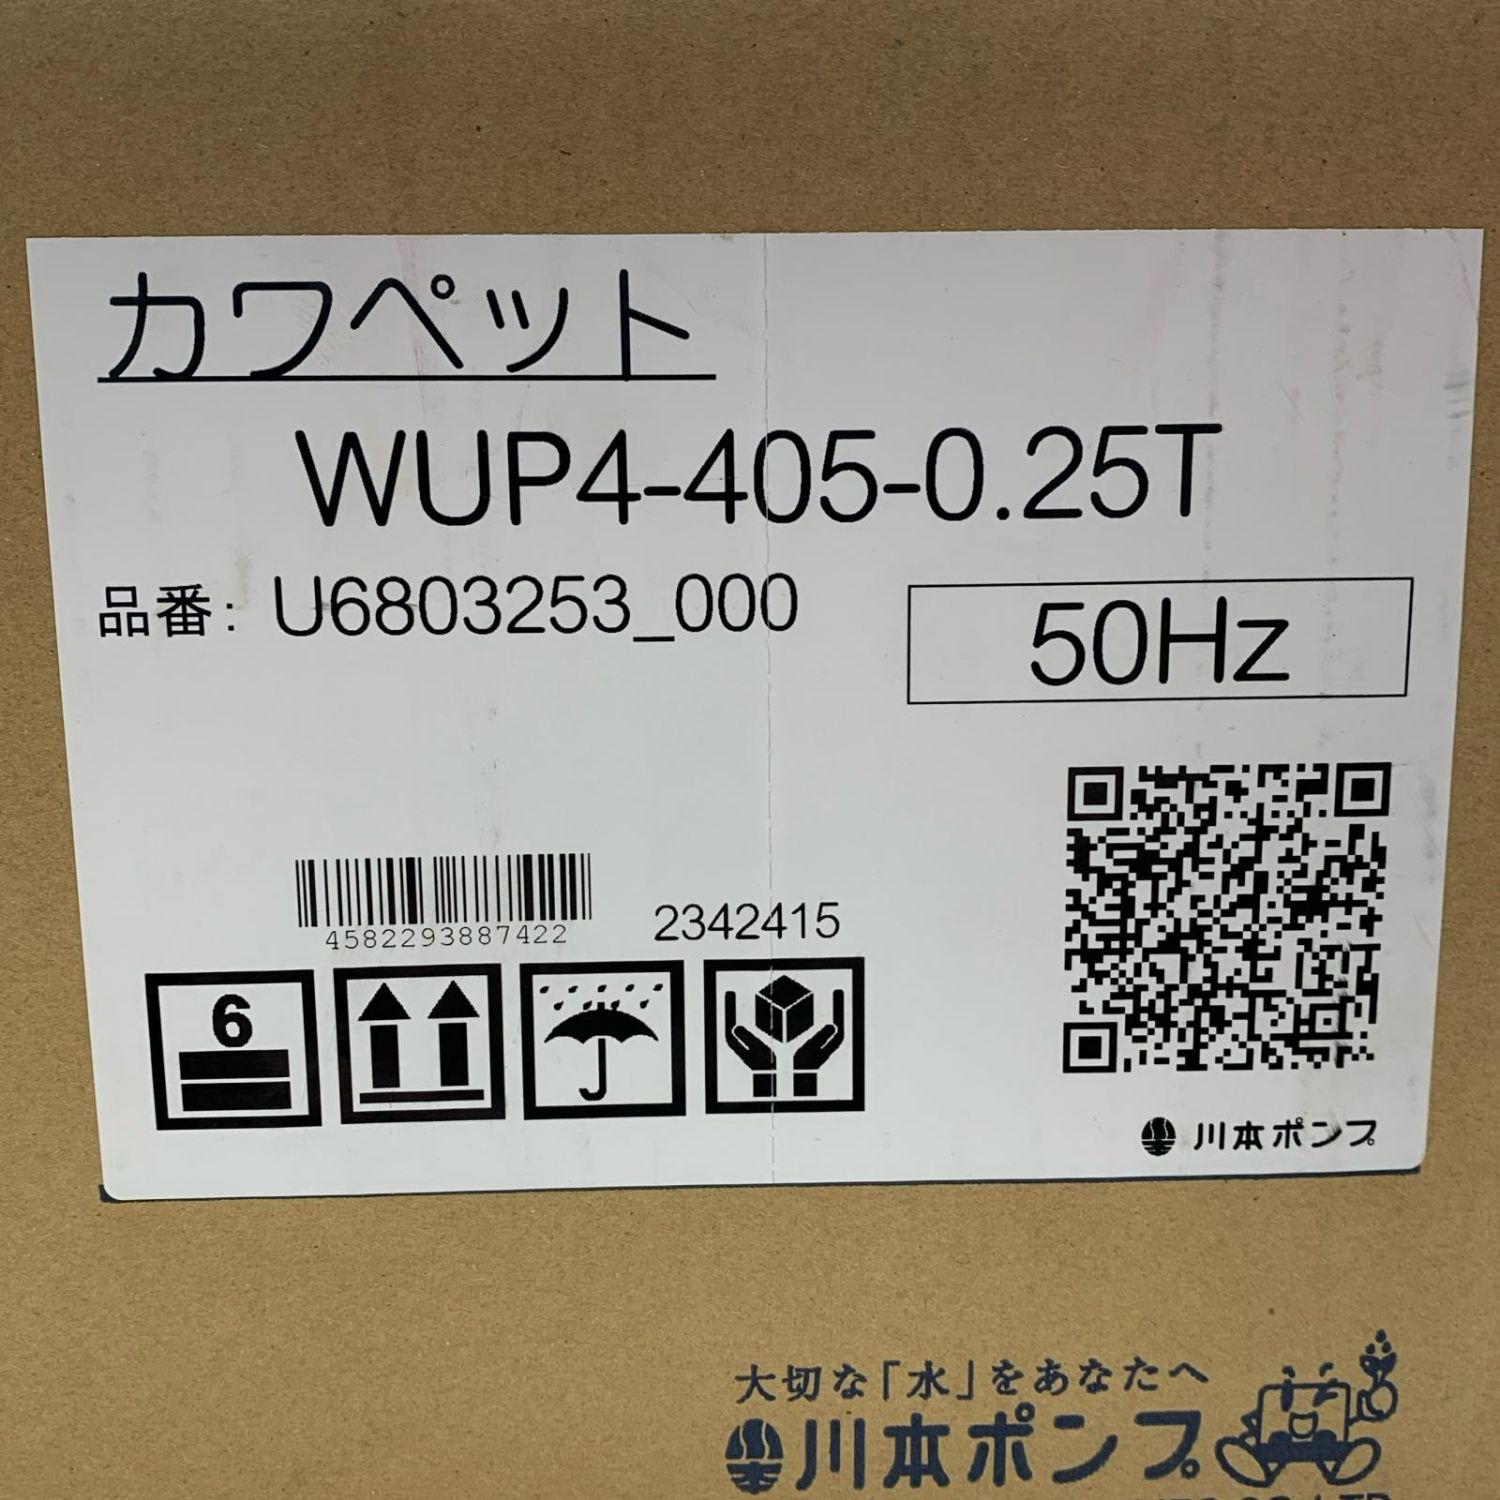 カワペット
WUP4-405-0.25T
品番: U6803253_000
50Hz
4582293887422
2342415
6
川本ポンプ
大切な「水」をあなたへ
川本ポンプ